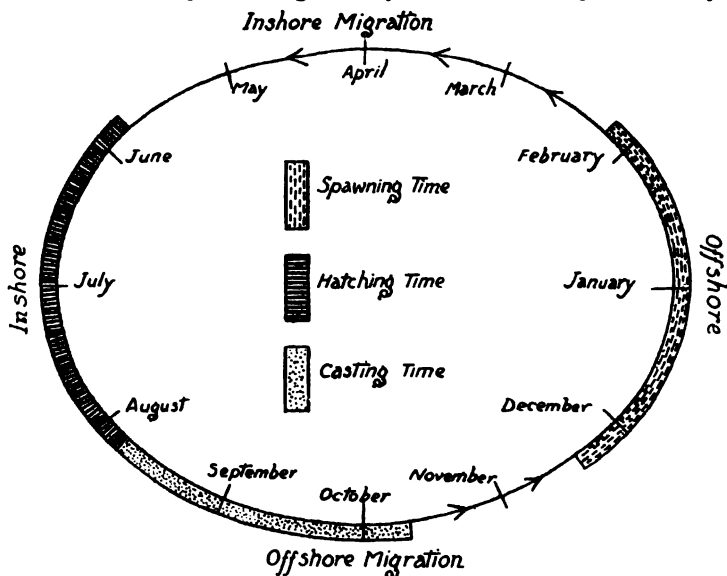 Inshore Migration
April
May
March
June
February
Spawning Time
Inshore
Offshore
July
Hatching Time
January
Casting Time
August
December
September
November
October
Offshore Migration